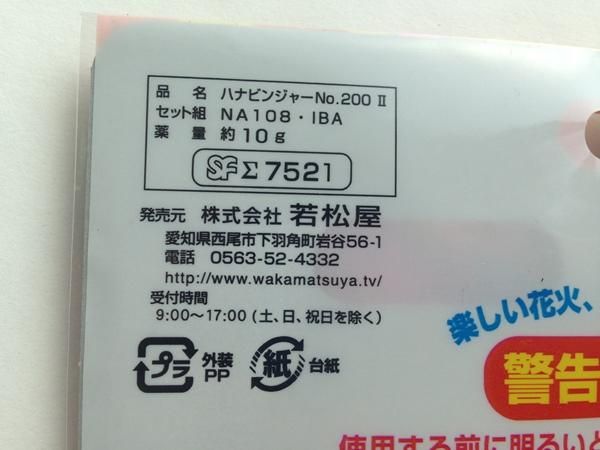 品 名 ハナビンジャーNo.200 Ⅱ
セット組 NA108・IBA
薬 量 約10g
SF Σ7521
発売元 株式会社 若松屋
愛知県西尾市下羽角町岩谷56-1
電話 0563-52-4332
http://www.wakamatsuya.tv/
受付時間
9:00～17:00(土、日、祝日を除く)
プラ 外装 PP 紙 台紙
楽しい花火、
警告
使用する前に明るいと